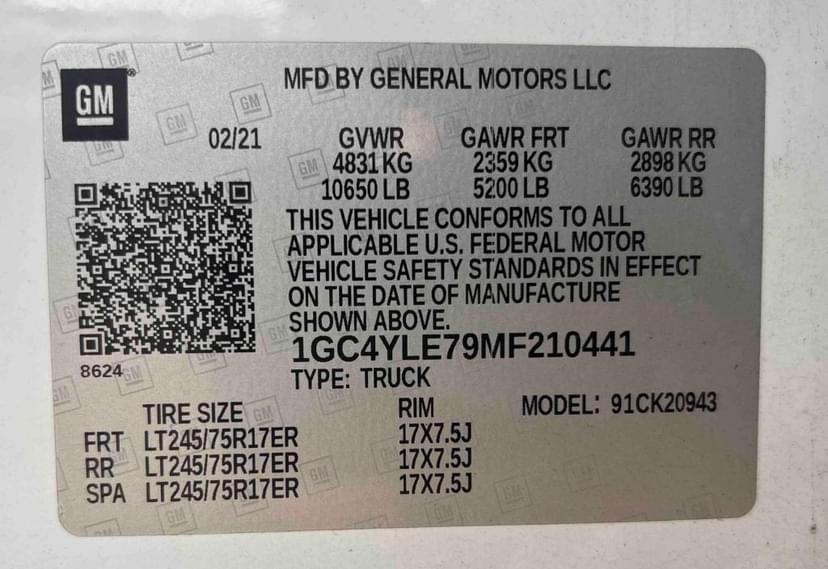 GM
MFD BY GENERAL MOTORS LLC
02/21 GVWR GAWR FRT GAWR RR
4831 KG 2359 KG 2898 KG
10650 LB 5200 LB 6390 LB
THIS VEHICLE CONFORMS TO ALL
APPLICABLE U.S. FEDERAL MOTOR
VEHICLE SAFETY STANDARDS IN EFFECT
ON THE DATE OF MANUFACTURE
SHOWN ABOVE.
1GC4YLE79MF210441
8624
TYPE: TRUCK
TIRE SIZE RIM MODEL: 91CK20943
FRT LT245/75R17ER 17X7.5J
RR LT245/75R17ER 17X7.5J
SPA LT245/75R17ER 17X7.5J